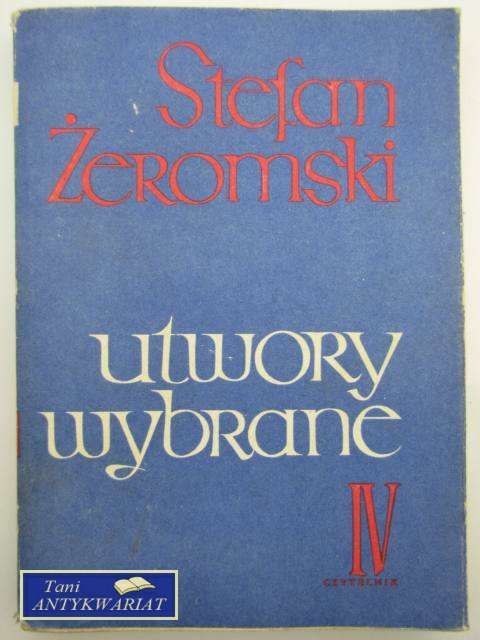 Stefan
Żeromski
utwory
wybrane
IV
CZYTELNIK
Tani
ANTYKWARIAT